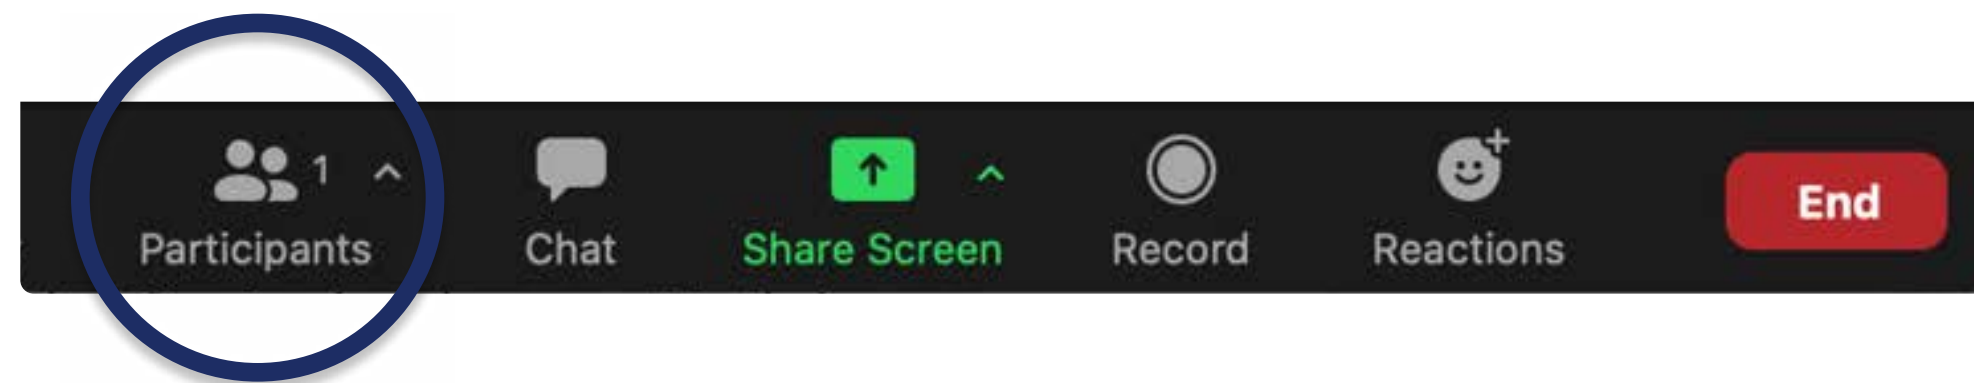 1
Participants
Chat
Share Screen
Record
Reactions
End